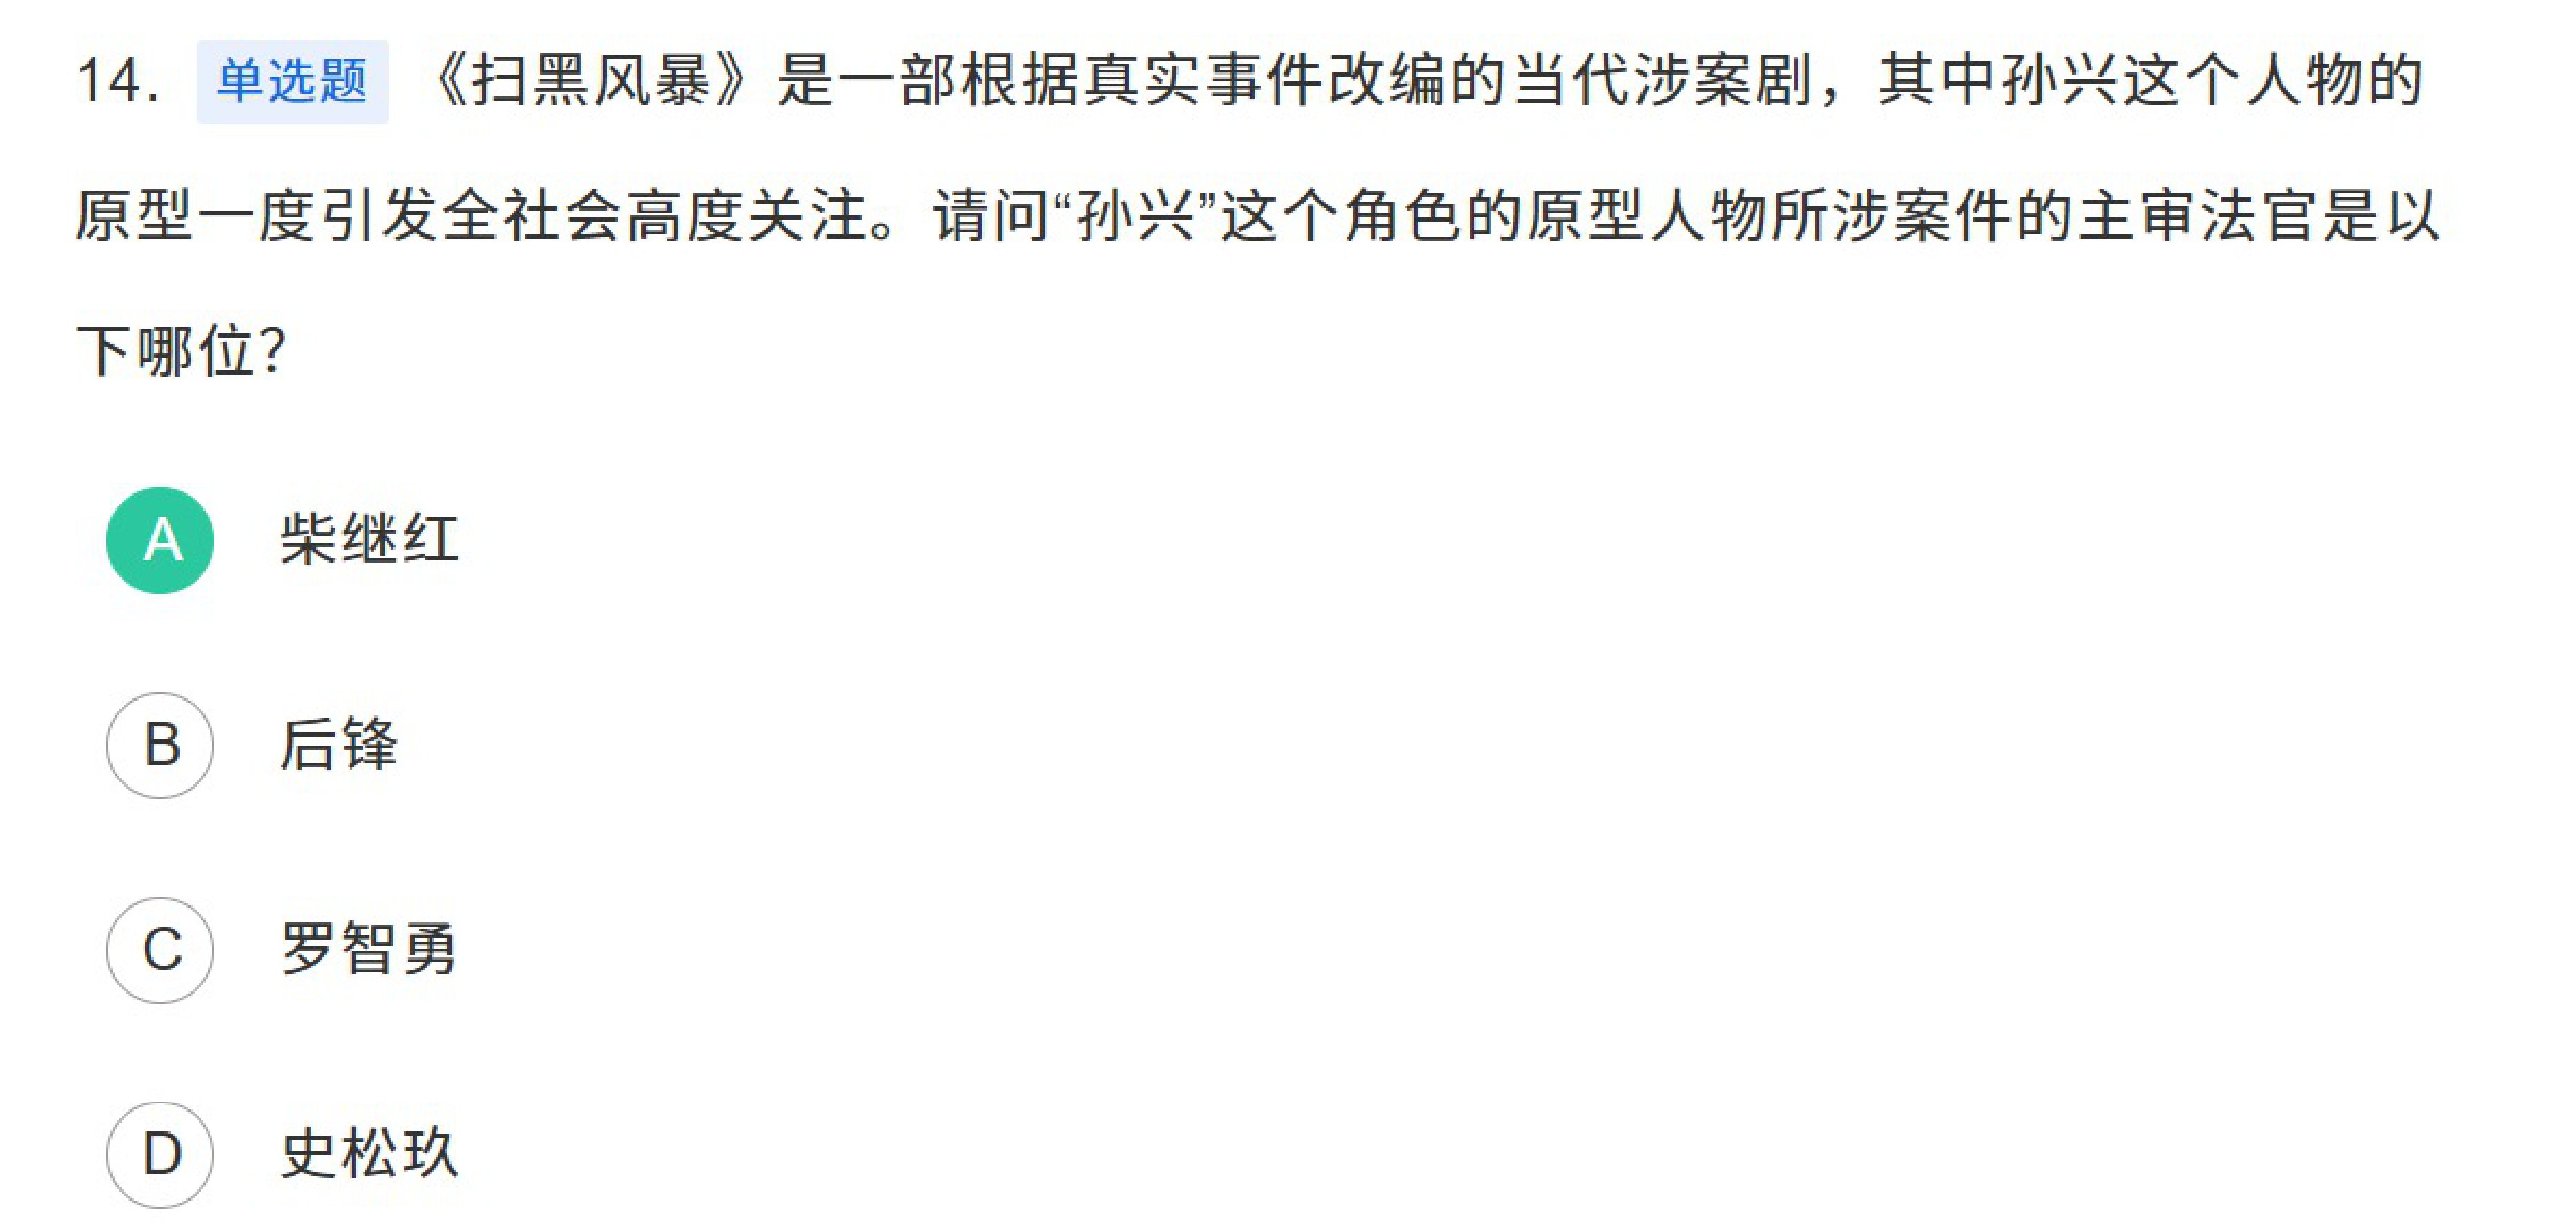 14. 单选题 《扫黑风暴》是一部根据真实事件改编的当代涉案剧，其中孙兴这个人物的
原型一度引发全社会高度关注。请问“孙兴”这个角色的原型人物所涉案件的主审法官是以
下哪位？
A 柴继红
B 后锋
C 罗智勇
D 史松玖